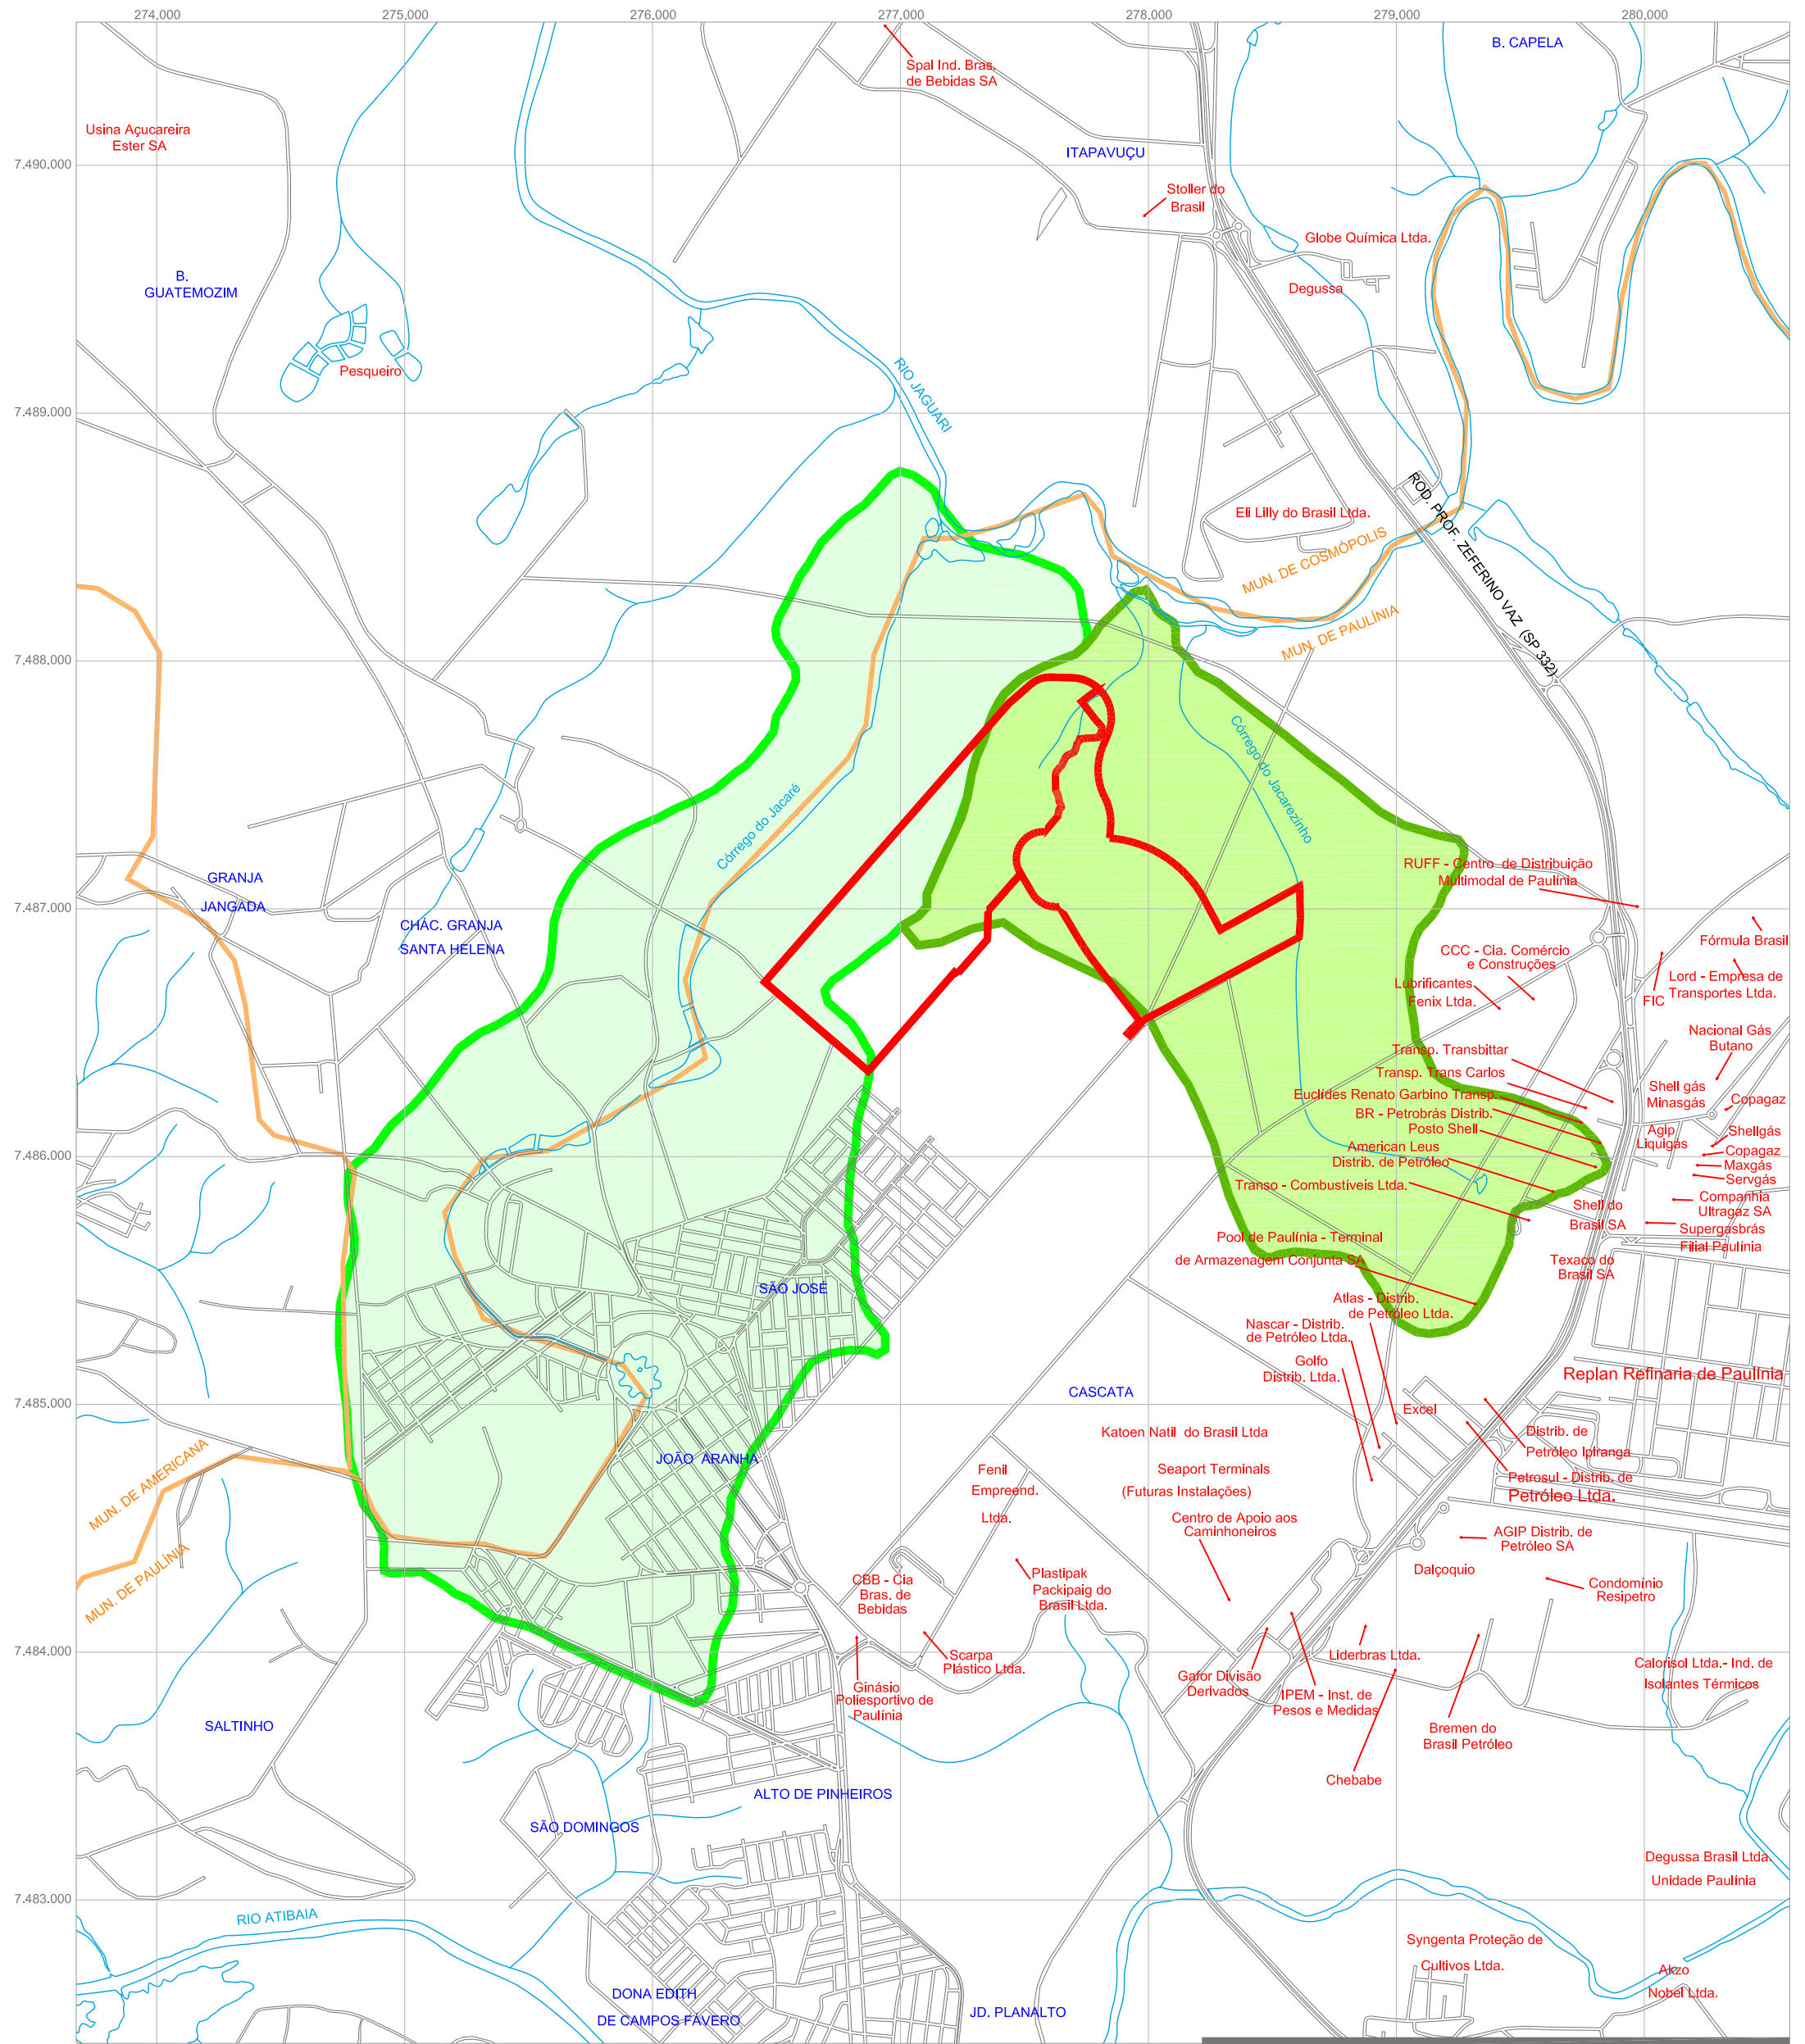 274.000
275.000
276.000
277.000
278.000
279.000
280.000
7.490.000
7.489.000
7.488.000
7.487.000
7.486.000
7.485.000
7.484.000
7.483.000
B. CAPELA
Spal Ind. Bras.
de Bebidas SA
Usina Açucareira
Ester SA
ITAPAVUÇU
Stoller do
Brasil
Globe Química Ltda.
Degussa
B.
GUATEMOZIM
Pesqueiro
RIO JAGUARI
ROD. PROF. ZEFERINO VAZ (SP 332)
Eli Lilly do Brasil Ltda.
MUN. DE COSMÓPOLIS
MUN. DE PAULÍNIA
Córrego do Jacaré
Córrego do Jacarezinho
GRANJA
JANGADA
CHÁC. GRANJA
SANTA HELENA
RUFF - Centro de Distribuição
Multimodal de Paulínia
Fórmula Brasil
CCC - Cia. Comércio
e Construções
Lord - Empresa de
Transportes Ltda.
Lubrificantes
Fenix Ltda.
FIC
Nacional Gás
Butano
Transp. Transbittar
Transp. Trans Carlos
Shell gás
Minasgás
Copagaz
Euclídes Renato Garbino Transp.
BR - Petrobrás Distrib.
Posto Shell
Agip
Liquigás
Shellgás
American Leus
Distrib. de Petróleo
Copagaz
Maxgás
Servgás
Transo - Combustíveis Ltda.
Companhia
Ultragaz SA
Shell do
Brasil SA
Supergasbrás
Filial Paulínia
Pool de Paulínia - Terminal
de Armazenagem Conjunta SA
Texaco do
Brasil SA
SÃO JOSÉ
Atlas - Distrib.
de Petróleo Ltda.
Nascar - Distrib.
de Petróleo Ltda.
Golfo
Distrib. Ltda.
Replan Refinaria de Paulínia
CASCATA
Excel
Katoen Natil do Brasil Ltda
Distrib. de
Petróleo Ipiranga
JOÃO ARANHA
MUN. DE AMERICANA
MUN. DE PAULÍNIA
Fenil
Empreend.
Ltda.
Seaport Terminals
(Futuras Instalações)
Petrosul - Distrib. de
Petróleo Ltda.
Centro de Apoio aos
Caminhoneiros
AGIP Distrib. de
Petróleo SA
Dalçoquio
CBB - Cia
Bras. de
Bebidas
Plastipak
Packipaig do
Brasil Ltda.
Condomínio
Resipetro
Scarpa
Plástico Ltda.
Liderbras Ltda.
Calorisol Ltda.- Ind. de
Isolantes Térmicos
Ginásio
Poliesportivo de
Paulínia
Gafor Divisão
Derivados
IPEM - Inst. de
Pesos e Medidas
SALTINHO
Bremen do
Brasil Petróleo
Chebabe
ALTO DE PINHEIROS
SÃO DOMINGOS
Degussa Brasil Ltda.
Unidade Paulínia
RIO ATIBAIA
Syngenta Proteção de
Cultivos Ltda.
Akzo
Nobel Ltda.
DONA EDITH
DE CAMPOS FÁVERO
JD. PLANALTO